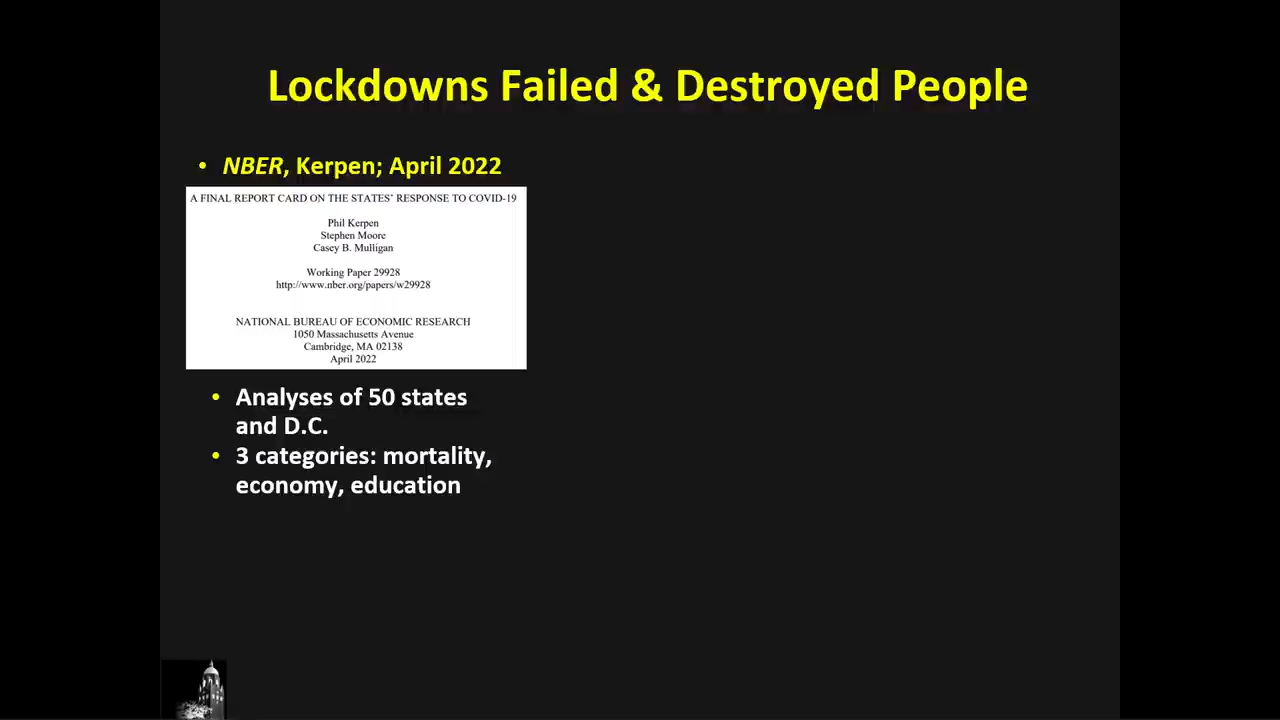 Lockdowns Failed & Destroyed People
• NBER, Kerpen; April 2022
A FINAL REPORT CARD ON THE STATES' RESPONSE TO COVID-19
Phil Kerpen
Stephen Moore
Casey B. Mulligan
Working Paper 29928
http://www.nber.org/papers/w29928
NATIONAL BUREAU OF ECONOMIC RESEARCH
1050 Massachusetts Avenue
Cambridge, MA 02138
April 2022
• Analyses of 50 states
and D.C.
• 3 categories: mortality,
economy, education